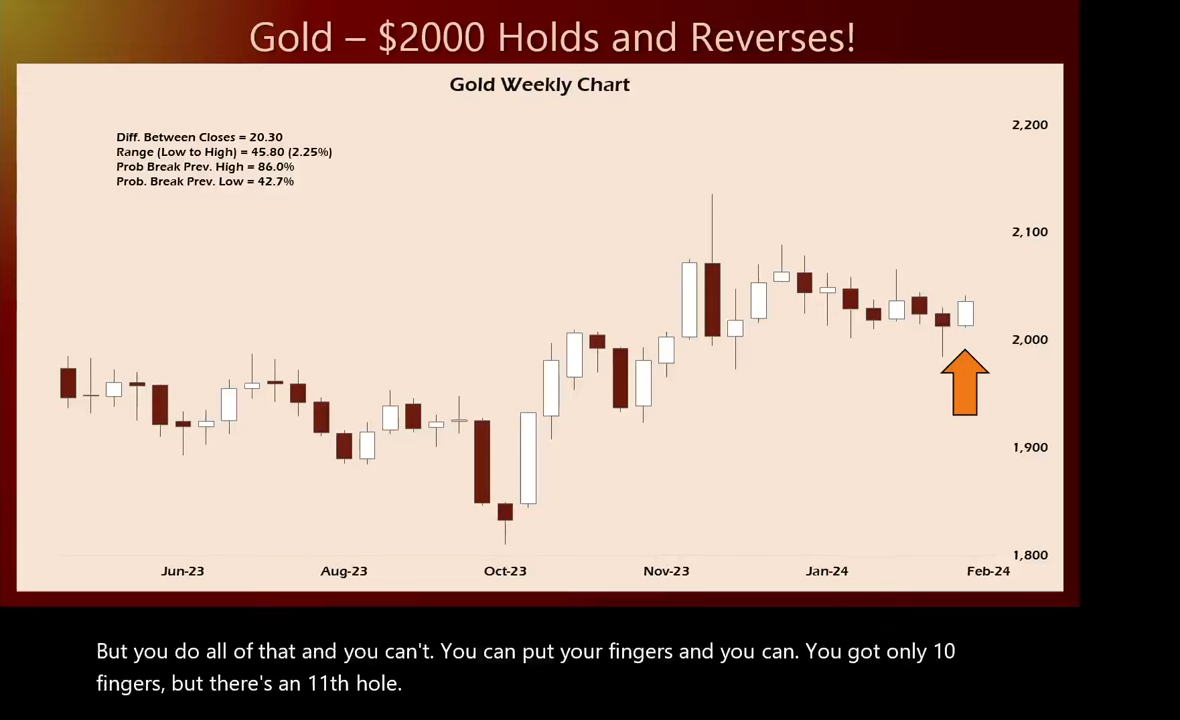 Gold – $2000 Holds and Reverses!
Gold Weekly Chart
Diff. Between Closes = 20.30
Range (Low to High) = 45.80 (2.25%)
Prob Break Prev. High = 86.0%
Prob. Break Prev. Low = 42.7%
2,200
2,100
2,000
1,900
1,800
Jun-23 Aug-23 Oct-23 Nov-23 Jan-24 Feb-24
But you do all of that and you can't. You can put your fingers and you can. You got only 10
fingers, but there's an 11th hole.